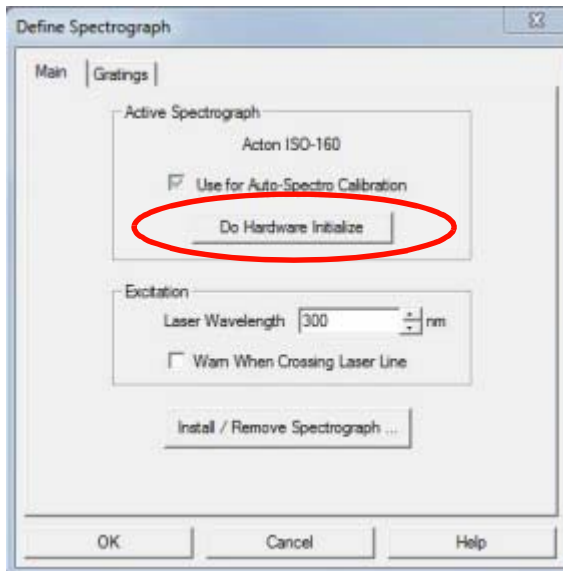 Define Spectrograph
Main
Gratings
Active Spectrograph
Acton ISO-160
Use for Auto-Spectro Calibration
Do Hardware Initialize
Excitation
Laser Wavelength 300 nm
Warn When Crossing Laser Line
Install / Remove Spectrograph ...
OK Cancel Help